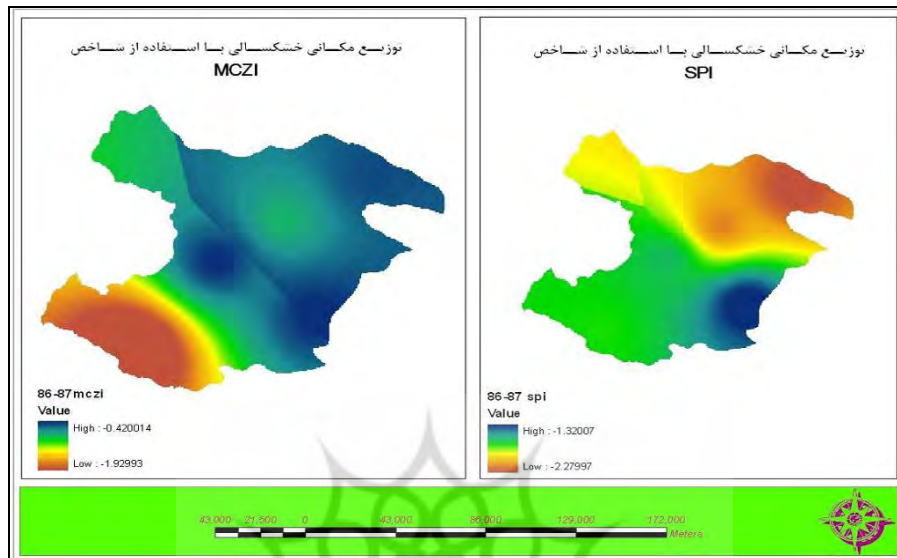 توزیع مکانی خشکسالی با استفاده از شاخص
MCZI
86-87mczi
Value
High : -0.420014
Low : -1.92993
توزیع مکانی خشکسالی با استفاده از شاخص
SPI
86-87 spi
Value
High : -1.32007
Low : -2.27997
43,000 21,500 0 43,000 86,000 129,000 172,000
Meters